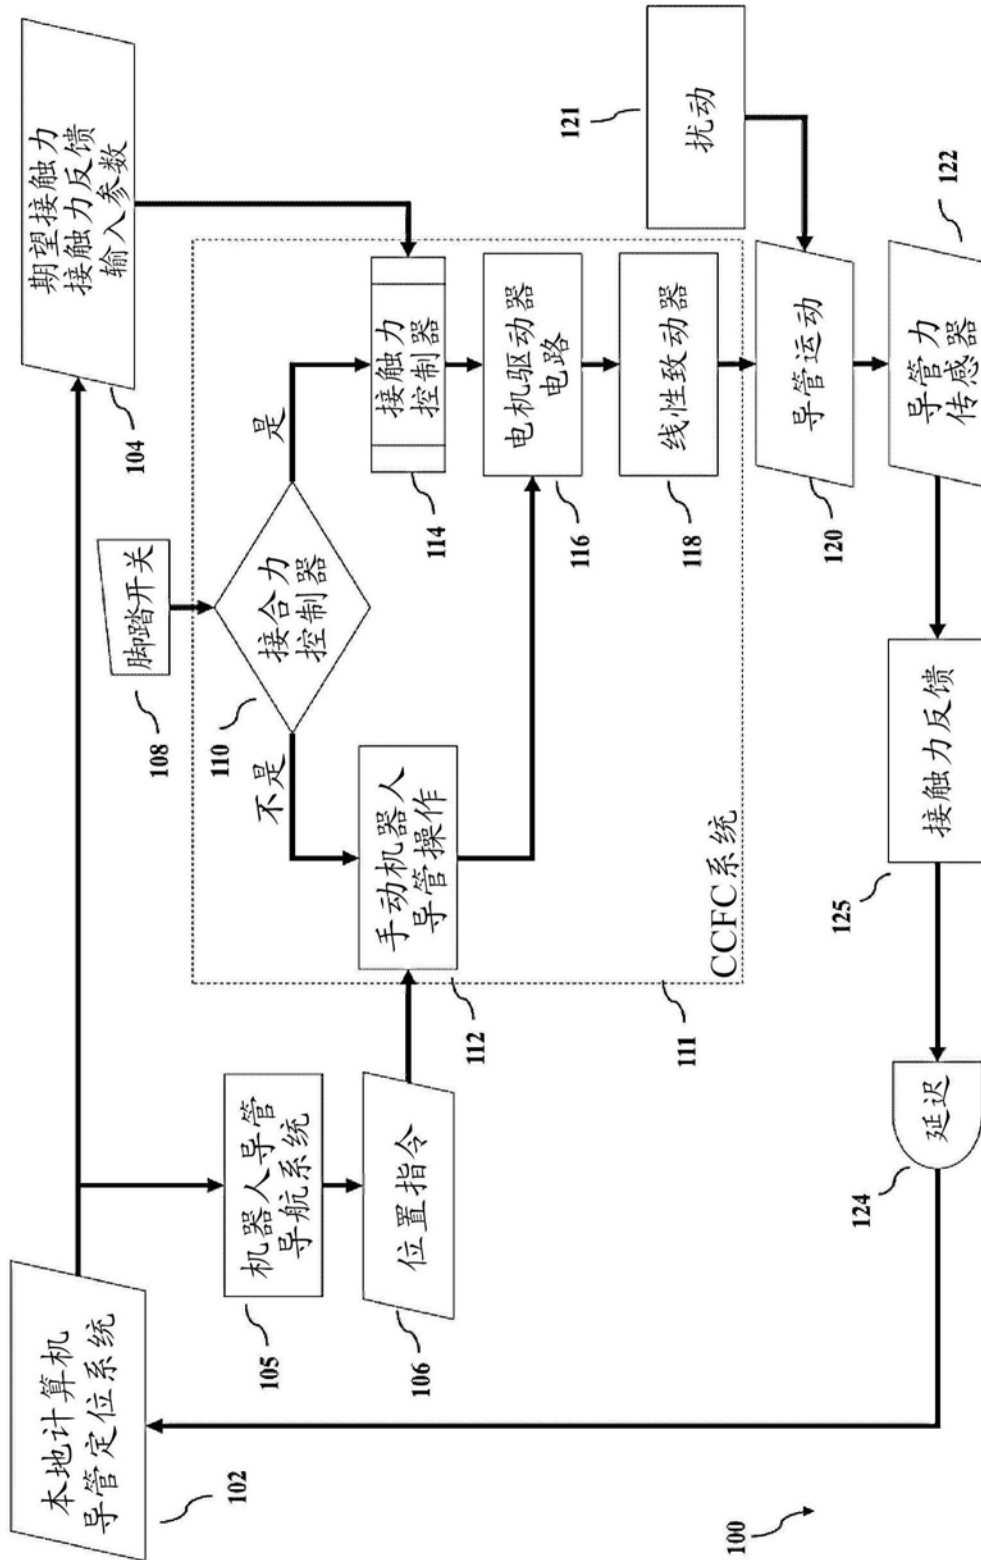 本地计算机
导管定位系统
102
期望接触力
接触力反馈
输入参数
104
机器人导管
导航系统
105
位置指令
106
脚踏开关
108
接合力
控制器
110
是
不是
手动机器人
导管操作
112
接触力
控制器
114
电机驱动器
电路
116
线性致动器
118
CCFC系统
111
扰动
121
导管运动
120
导管力
传感器
122
接触力反馈
125
延迟
124
100